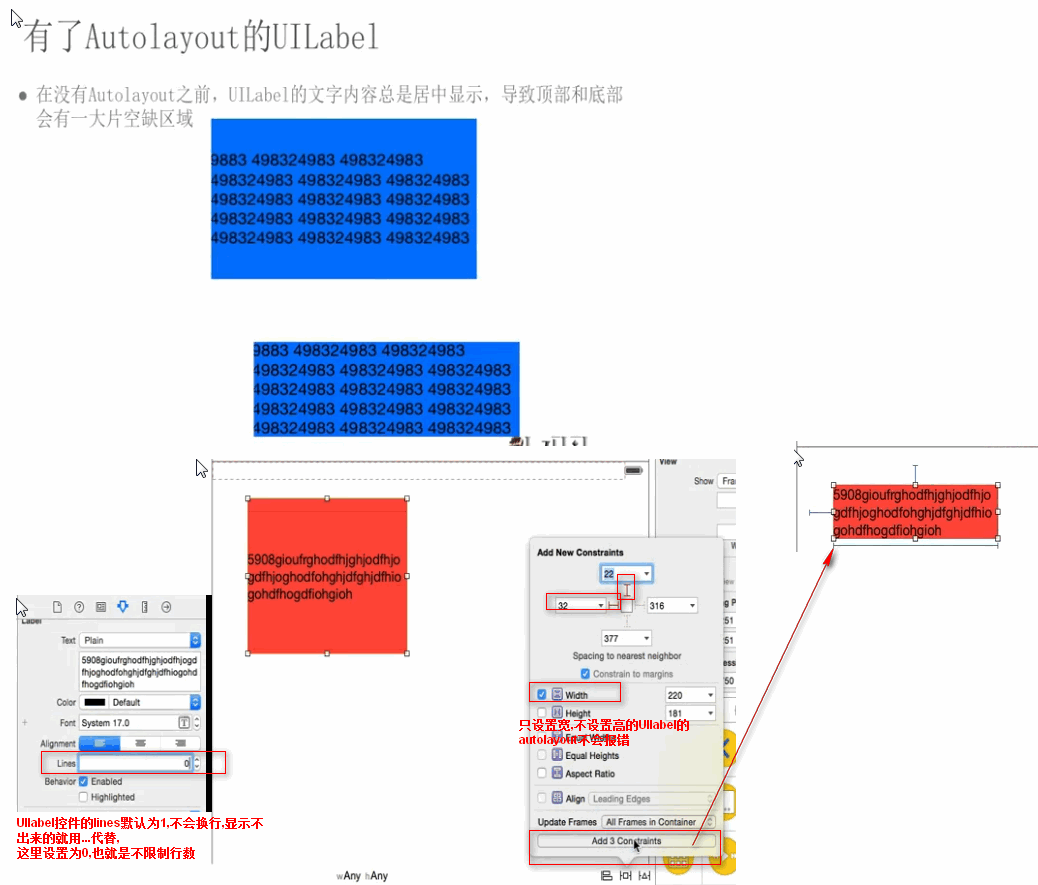 有了Autolayout的UILabel
● 在没有Autolayout之前，UILabel的文字内容总是居中显示，导致顶部和底部
会有一大片空缺区域
9883 498324983 498324983
498324983 498324983 498324983
498324983 498324983 498324983
498324983 498324983 498324983
498324983 498324983 498324983
9883 498324983 498324983
498324983 498324983 498324983
498324983 498324983 498324983
498324983 498324983 498324983
498324983 498324983 498324983
5908gioufrghodfhjghjodfhjo
gdfhjoghodfohghjdfghjdfhio
gohdfhogdfiohgioh
View
Show Fra
Add New Constraints
22
32 316
377
Spacing to nearest neighbor
Constrain to margins
Width 220
Height 181
只设置宽,不设置高的UIlabel的
autolayout不会报错
Equal Heights
Aspect Ratio
Align Leading Edges
Update Frames All Frames in Container
Add 3 Constraints
wAny hAny
5908gioufrghodfhjghjodfhjo
gdfhjoghodfohghjdfghjdfhio
gohdfhogdfiohgioh
Label
Text Plain
5908gioufrghodfhjghjodfhjogd
fhjoghodfohghjdfghjdfhiogohd
fhogdfiohgioh
Color Default
Font System 17.0
Alignment
Lines 0
Behavior Enabled
Highlighted
UIlabel控件的lines默认为1,不会换行,显示不
出来的就用...代替,
这里设置为0,也就是不限制行数